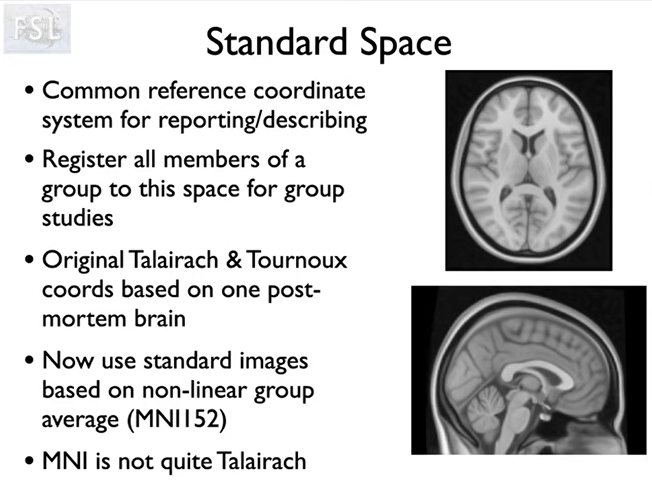 FSL
Standard Space
• Common reference coordinate
system for reporting/describing
• Register all members of a
group to this space for group
studies
• Original Talairach & Tournoux
coords based on one post-
mortem brain
• Now use standard images
based on non-linear group
average (MNI152)
• MNI is not quite Talairach